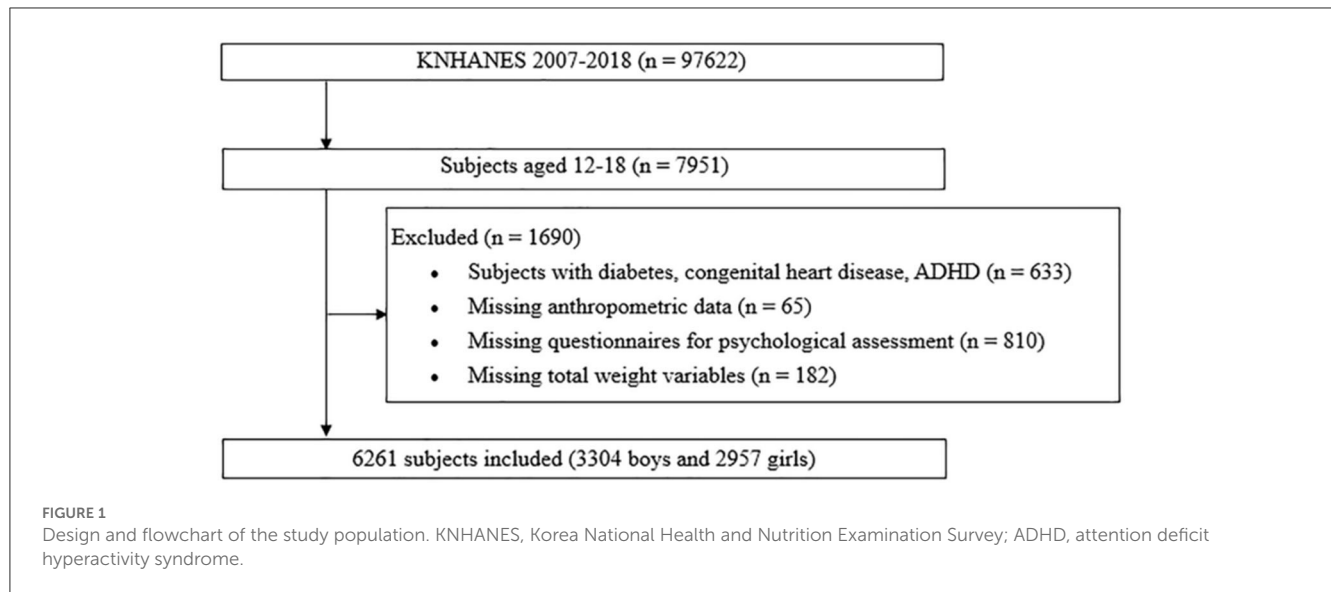 KNHANES 2007-2018 (n = 97622)
Subjects aged 12-18 (n = 7951)
Excluded (n = 1690)
• Subjects with diabetes, congenital heart disease, ADHD (n = 633)
• Missing anthropometric data (n = 65)
• Missing questionnaires for psychological assessment (n = 810)
• Missing total weight variables (n = 182)
6261 subjects included (3304 boys and 2957 girls)
FIGURE 1
Design and flowchart of the study population. KNHANES, Korea National Health and Nutrition Examination Survey; ADHD, attention deficit
hyperactivity syndrome.